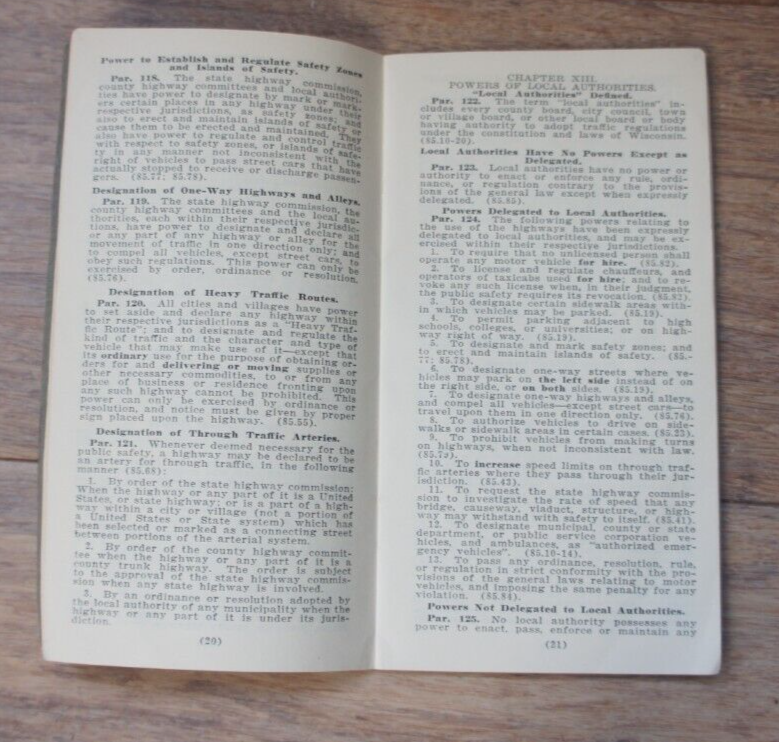 Power to Establish and Regulate Safety Zones
and Islands of Safety.
Par. 118. The state highway commission,
county highway committees and local authori-
ties have power to designate by mark or mark-
ers certain places in any highway under their
respective jurisdictions, as safety zones; and
also to erect and maintain islands of safety or
cause them to be erected and maintained. They
also have power to regulate and control traffic
with respect to safety zones, or islands of safe-
ty in any manner not inconsistent with the
right of vehicles to pass street cars that have
actually stopped to receive or discharge passen-
gers. (85.77; 85.78).
Designation of One-Way Highways and Alleys.
Par. 119. The state highway commission, the
county highway committees and the local au-
thorities, each within their respective jurisdic-
tions, have power to designate and declare all
or any part of any highway or alley for the
movement of traffic in one direction only; and
to compel all vehicles, except street cars, to
obey such regulations. This power can only be
exercised by order, ordinance or resolution.
(85.76).
Designation of Heavy Traffic Routes.
Par. 120. All cities and villages have power
to set aside and declare any highway within
their respective jurisdictions as a "Heavy Traf-
fic Route"; and to designate and regulate the
kind of traffic and the character and type of
vehicle that may make use of it—except that
its ordinary use for the purpose of obtaining or-
ders for and delivering or moving supplies or
other necessary commodities to or from any
place of business or residence fronting upon
any such highway cannot be prohibited. This
power can only be exercised by ordinance or
resolution, and notice must be given by proper
sign placed upon the highway. (85.55).
Designation of Through Traffic Arteries.
Par. 121. Whenever deemed necessary for the
public safety, a highway may be declared to be
an artery for through traffic, in the following
manner (85.68):
1. By order of the state highway commission:
When the highway or any part of it is a United
States, or state highway; or is a part of a high-
way within a city or village (not a portion of
a United States or State system) which has
been selected or marked as a connecting street
between portions of the arterial system.
2. By order of the county highway commit-
tee when the highway or any part of it is a
county trunk highway. The order is subject
to the approval of the state highway commis-
sion when any state highway is involved.
3. By an ordinance or resolution adopted by
the local authority of any municipality when the
highway or any part of it is under its juris-
diction.
(20)
CHAPTER XIII.
POWERS OF LOCAL AUTHORITIES.
"Local Authorities" Defined.
Par. 122. The term "local authorities" in-
cludes every county board, city council, town
or village board, or other local board or body
having authority to adopt traffic regulations
under the constitution and laws of Wisconsin.
(85.10-20).
Local Authorities Have No Powers Except as
Delegated.
Par. 123. Local authorities have no power or
authority to enact or enforce any rule, ordi-
nance, or regulation contrary to the provis-
ions of the general law except when expressly
delegated. (85.85).
Powers Delegated to Local Authorities.
Par. 124. The following powers relating to
the use of the highways have been expressly
delegated to local authorities, and may be ex-
ercised within their respective jurisdictions.
1. To require that no unlicensed person shall
operate any motor vehicle for hire. (85.82).
2. To license and regulate chauffeurs, and
operators of taxicabs used for hire; and to re-
voke any such license when, in their judgment,
the public safety requires its revocation. (85.82).
3. To designate certain sidewalk areas with-
in which vehicles may be parked. (85.19).
4. To permit parking adjacent to high
schools, colleges, or universities; or on high-
way right of way. (85.19).
5. To designate and mark safety zones; and
to erect and maintain islands of safety. (85.-
77; 85.78).
6. To designate one-way streets where ve-
hicles may park on the left side instead of on
the right side, or on both sides. (85.19).
7. To designate one-way highways and alleys,
and compel all vehicles—except street cars—to
travel upon them in one direction only. (85.76).
8. To authorize vehicles to drive on side-
walks or sidewalk areas in certain cases. (85.25).
9. To prohibit vehicles from making turns
on highways, when not inconsistent with law.
(85.79).
10. To increase speed limits on through traf-
fic arteries where they pass through their jur-
isdiction. (85.42).
11. To request the state highway commis-
sion to investigate the rate of speed that any
bridge, causeway, viaduct, structure, or high-
way may withstand with safety to itself. (85.41).
12. To designate municipal, county or state
department, or public service corporation ve-
hicles, and ambulances, as "authorized emer-
gency vehicles". (85.10-14).
13. To pass any ordinance, resolution, rule,
or regulation in strict conformity with the pro-
visions of the general laws relating to motor
vehicles, and imposing the same penalty for any
violation. (85.84).
Powers Not Delegated to Local Authorities.
Par. 125. No local authority possesses any
power to enact, pass, enforce or maintain any
(21)